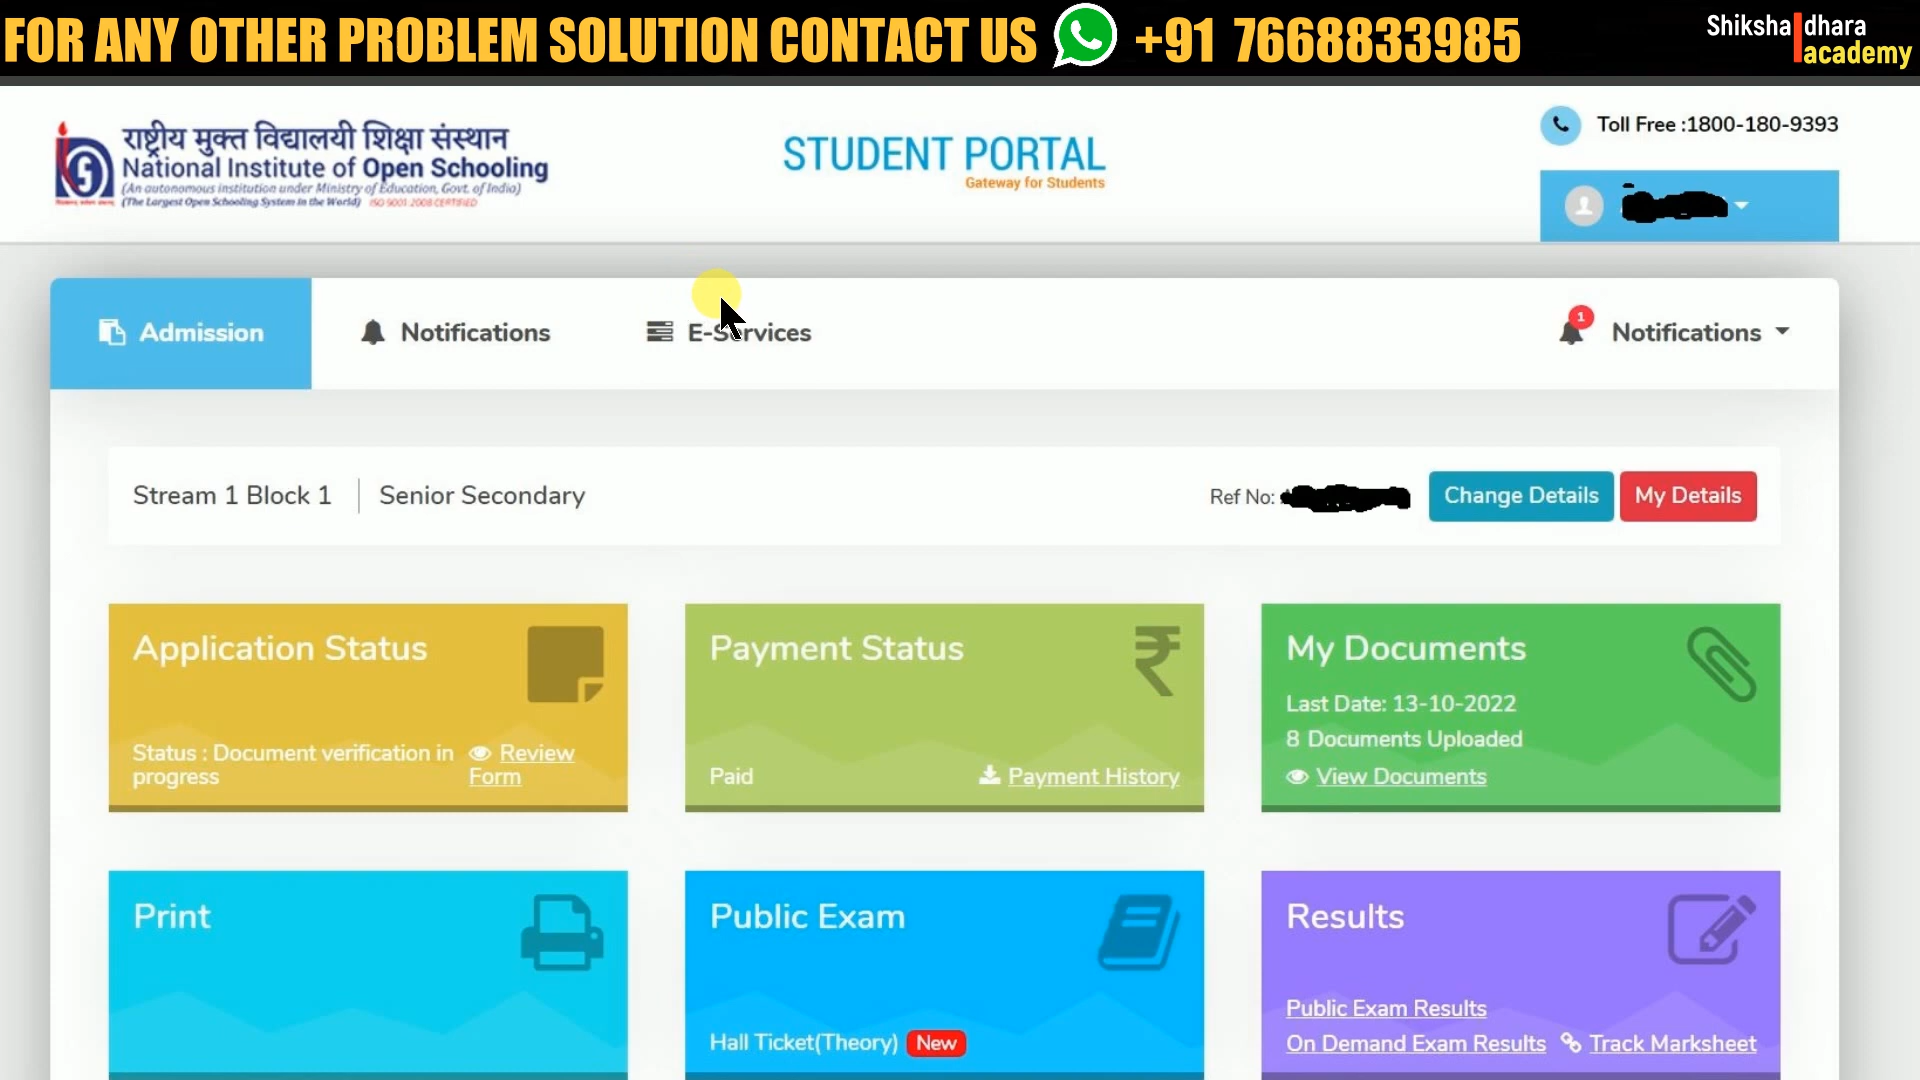 FOR ANY OTHER PROBLEM SOLUTION CONTACT US +91 7668833985
Shiksha dhara
academy
राष्ट्रीय मुक्त विद्यालयी शिक्षा संस्थान
National Institute of Open Schooling
(An autonomous institution under Ministry of Education, Govt. of India)
(The Largest Open Schooling System in the World) ISO 9001:2008 CERTIFIED
STUDENT PORTAL
Gateway for Students
Toll Free :1800-180-9393
Admission
Notifications
E-Services
1
Notifications
Stream 1 Block 1
Senior Secondary
Ref No:
Change Details
My Details
Application Status
Status : Document verification in progress
Review Form
Payment Status
Paid
Payment History
My Documents
Last Date: 13-10-2022
8 Documents Uploaded
View Documents
Print
Public Exam
Hall Ticket(Theory) New
Results
Public Exam Results
On Demand Exam Results
Track Marksheet